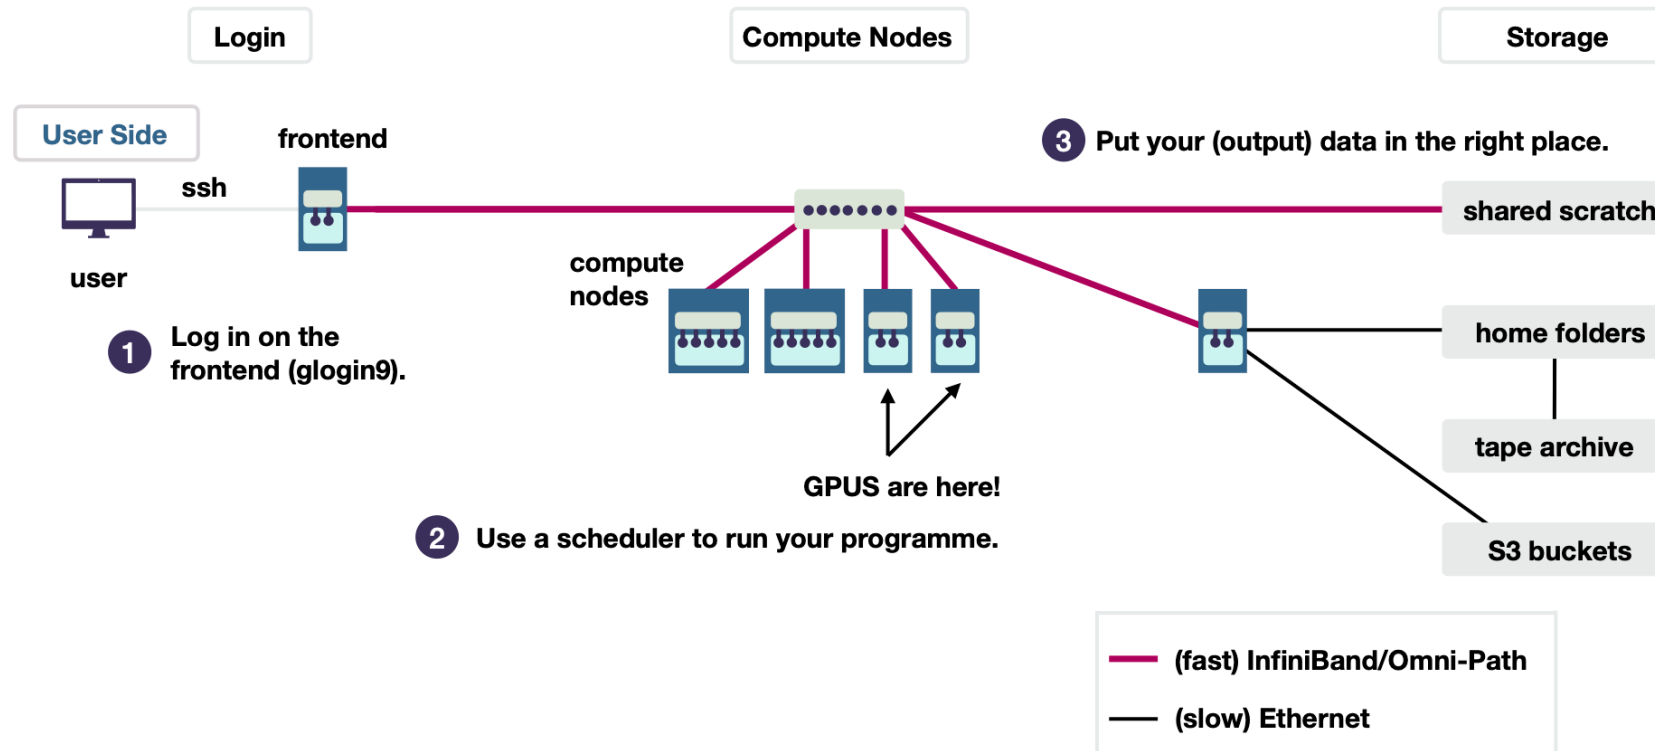 Login
Compute Nodes
Storage
User Side
frontend
3 Put your (output) data in the right place.
ssh
shared scratch
user
compute
nodes
1 Log in on the
frontend (glogin9).
home folders
tape archive
GPUS are here!
2 Use a scheduler to run your programme.
S3 buckets
(fast) InfiniBand/Omni-Path
(slow) Ethernet